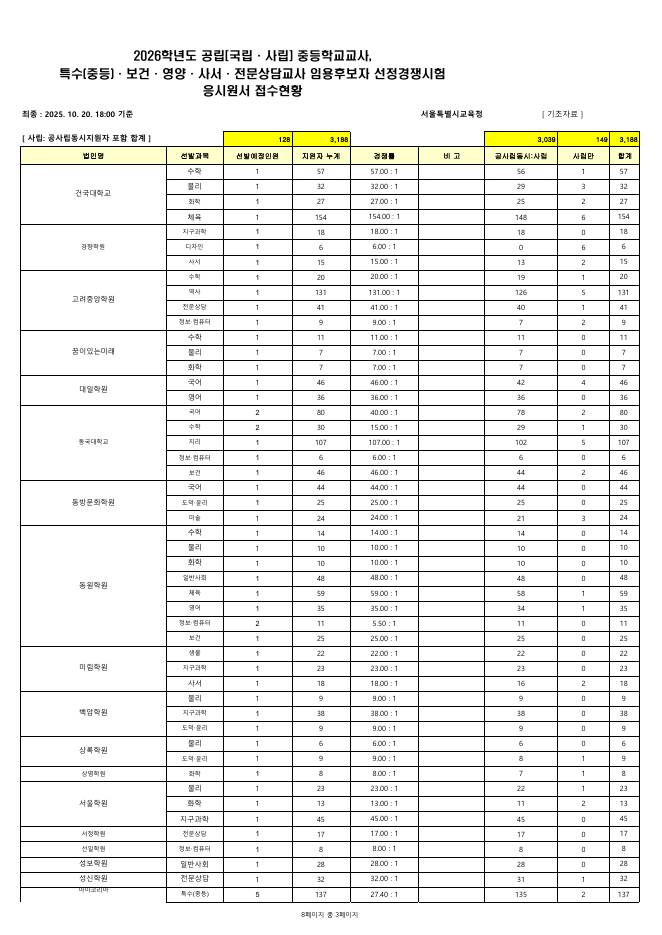 2026학년도 공립[국립 · 사립] 중등학교교사,
특수(중등) · 보건 · 영양 · 사서 · 전문상담교사 임용후보자 선정경쟁시험
응시원서 접수현황
최종 : 2025. 10. 20. 18:00 기준 서울특별시교육청 [ 기초자료 ]
[ 사립: 공사립동시지원자 포함 합계 ] 128 3,188 3,039 149 3,188
법인명 선발과목 선발예정인원 지원자 누계 경쟁률 비 고 공사립동시:사립 사립만 합계
건국대학교 수학 1 57 57.00 : 1 56 1 57
물리 1 32 32.00 : 1 29 3 32
화학 1 27 27.00 : 1 25 2 27
체육 1 154 154.00 : 1 148 6 154
경향학원 지구과학 1 18 18.00 : 1 18 0 18
디자인 1 6 6.00 : 1 0 6 6
사서 1 15 15.00 : 1 13 2 15
고려중앙학원 수학 1 20 20.00 : 1 19 1 20
역사 1 131 131.00 : 1 126 5 131
전문상담 1 41 41.00 : 1 40 1 41
정보·컴퓨터 1 9 9.00 : 1 7 2 9
꿈이있는미래 수학 1 11 11.00 : 1 11 0 11
물리 1 7 7.00 : 1 7 0 7
화학 1 7 7.00 : 1 7 0 7
대일학원 국어 1 46 46.00 : 1 42 4 46
영어 1 36 36.00 : 1 36 0 36
동국대학교 국어 2 80 40.00 : 1 78 2 80
수학 2 30 15.00 : 1 29 1 30
지리 1 107 107.00 : 1 102 5 107
정보·컴퓨터 1 6 6.00 : 1 6 0 6
보건 1 46 46.00 : 1 44 2 46
동방문화학원 국어 1 44 44.00 : 1 44 0 44
도덕·윤리 1 25 25.00 : 1 25 0 25
미술 1 24 24.00 : 1 21 3 24
동원학원 수학 1 14 14.00 : 1 14 0 14
물리 1 10 10.00 : 1 10 0 10
화학 1 10 10.00 : 1 10 0 10
일반사회 1 48 48.00 : 1 48 0 48
체육 1 59 59.00 : 1 58 1 59
영어 1 35 35.00 : 1 34 1 35
정보·컴퓨터 2 11 5.50 : 1 11 0 11
보건 1 25 25.00 : 1 25 0 25
미림학원 생물 1 22 22.00 : 1 22 0 22
지구과학 1 23 23.00 : 1 23 0 23
사서 1 18 18.00 : 1 16 2 18
백암학원 물리 1 9 9.00 : 1 9 0 9
지구과학 1 38 38.00 : 1 38 0 38
도덕·윤리 1 9 9.00 : 1 9 0 9
상록학원 물리 1 6 6.00 : 1 6 0 6
도덕·윤리 1 9 9.00 : 1 8 1 9
상명학원 화학 1 8 8.00 : 1 7 1 8
서울학원 물리 1 23 23.00 : 1 22 1 23
화학 1 13 13.00 : 1 11 2 13
지구과학 1 45 45.00 : 1 45 0 45
서정학원 전문상담 1 17 17.00 : 1 17 0 17
선일학원 정보·컴퓨터 1 8 8.00 : 1 8 0 8
성보학원 일반사회 1 28 28.00 : 1 28 0 28
성신학원 전문상담 1 32 32.00 : 1 31 1 32
특수(중등) 5 137 27.40 : 1 135 2 137
8페이지 중 3페이지